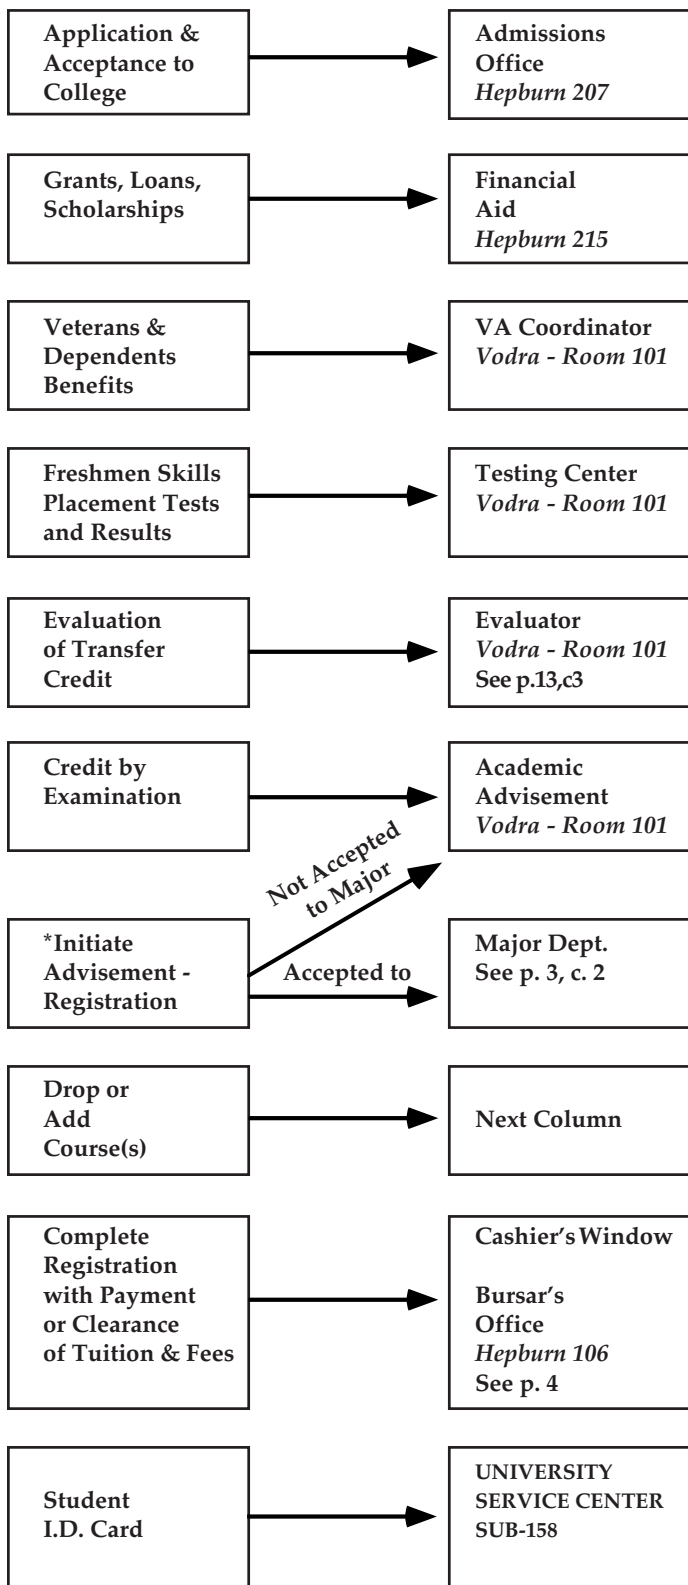 Application &
Acceptance to
College
Admissions
Office
Hepburn 207
Grants, Loans,
Scholarships
Financial
Aid
Hepburn 215
Veterans &
Dependents
Benefits
VA Coordinator
Vodra - Room 101
Freshmen Skills
Placement Tests
and Results
Testing Center
Vodra - Room 101
Evaluation
of Transfer
Credit
Evaluator
Vodra - Room 101
See p.13,c3
Credit by
Examination
Academic
Advisement
Vodra - Room 101
Not Accepted
to Major
*Initiate
Advisement -
Registration
Accepted to
Major Dept.
See p. 3, c. 2
Drop or
Add
Course(s)
Next Column
Complete
Registration
with Payment
or Clearance
of Tuition & Fees
Cashier's Window
Bursar's
Office
Hepburn 106
See p. 4
Student
I.D. Card
UNIVERSITY
SERVICE CENTER
SUB-158